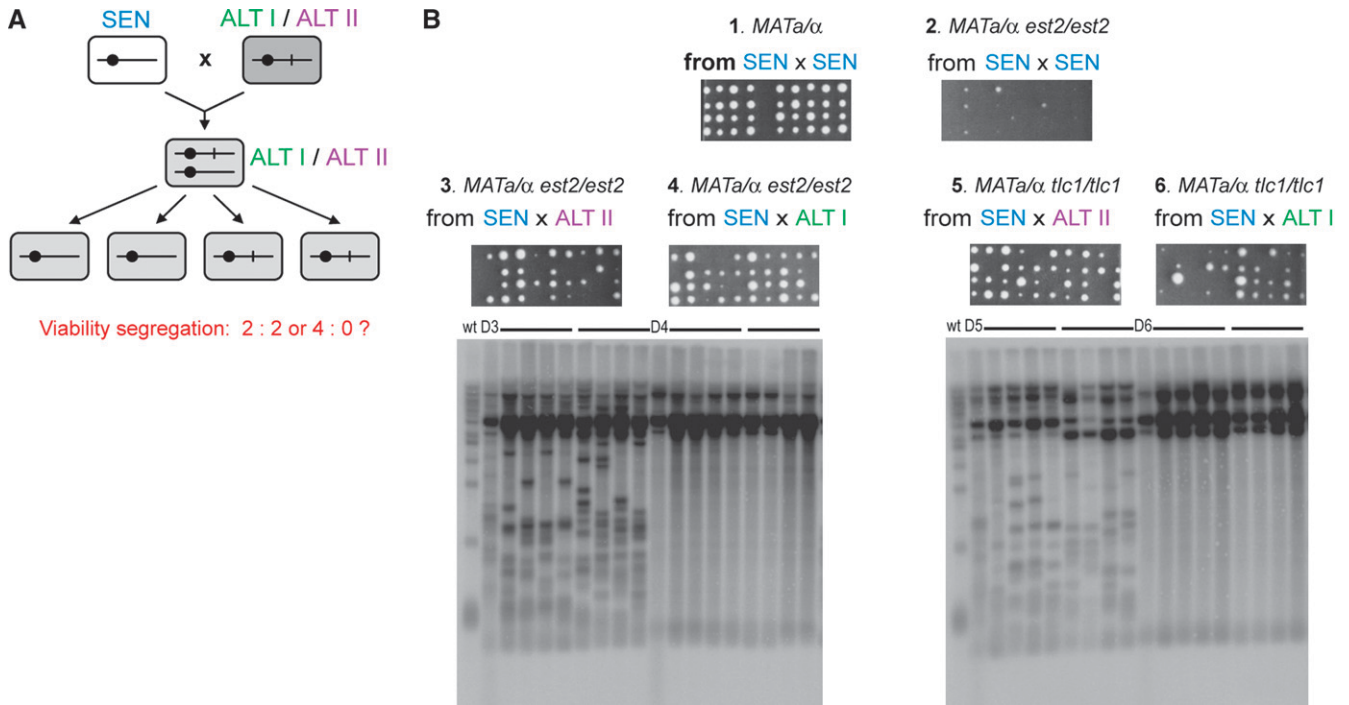 A
SEN
ALT I / ALT II
x
ALT I / ALT II
Viability segregation: 2 : 2 or 4 : 0 ?
B
1. MATa/α
from SEN x SEN
2. MATa/α est2/est2
from SEN x SEN
3. MATa/α est2/est2
from SEN x ALT II
4. MATa/α est2/est2
from SEN x ALT I
5. MATa/α tlc1/tlc1
from SEN x ALT II
6. MATa/α tlc1/tlc1
from SEN x ALT I
wt D3 D4
wt D5 D6